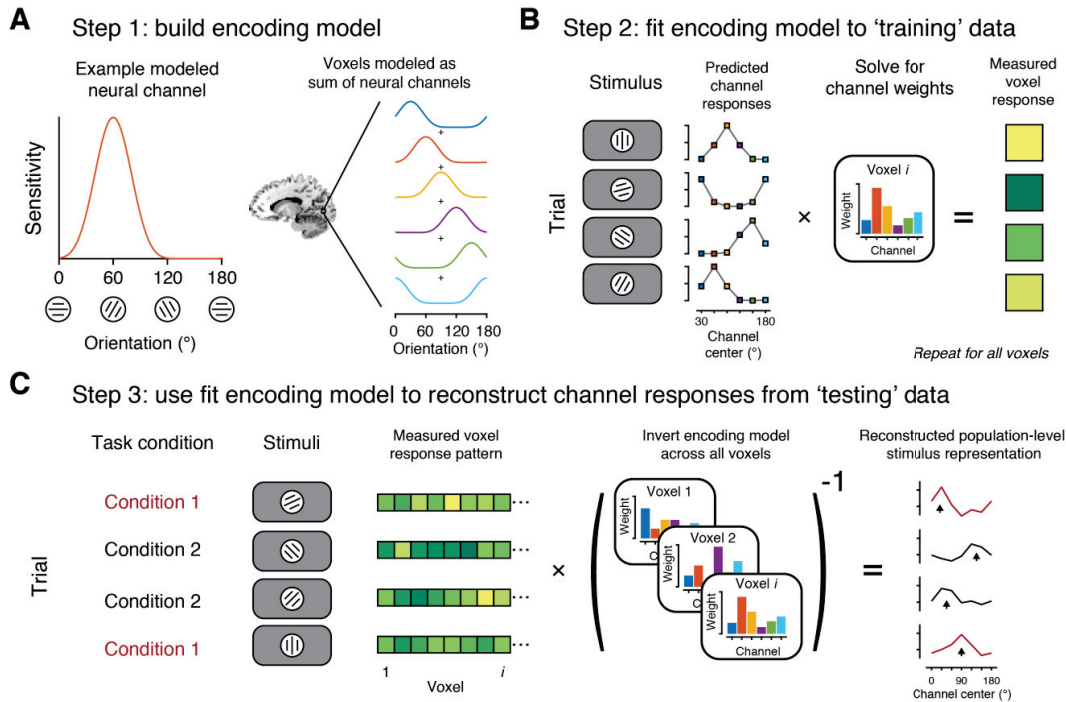 A
Step 1: build encoding model
Example modeled
neural channel
Sensitivity
0
60
120
180
Orientation (°)
Voxels modeled as
sum of neural channels
+
+
+
+
+
0
60
120
180
Orientation (°)
B
Step 2: fit encoding model to ‘training’ data
Stimulus
Predicted
channel
responses
Solve for
channel weights
Measured
voxel
response
Trial
×
Voxel i
Weight
Channel
=
30
180
Channel
center (°)
Repeat for all voxels
C
Step 3: use fit encoding model to reconstruct channel responses from ‘testing’ data
Task condition
Stimuli
Measured voxel
response pattern
Invert encoding model
across all voxels
Reconstructed population-level
stimulus representation
Trial
Condition 1
...
Condition 2
...
Condition 2
...
Condition 1
...
1
i
Voxel
×
(
Voxel 1
Weight
C
Voxel 2
Weight
C
Voxel i
Weight
Channel
)
-1
=
0
90
180
Channel center (°)